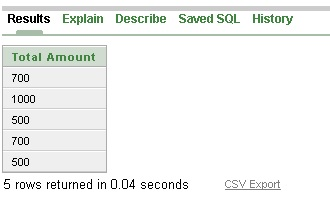 Results Explain Describe Saved SQL History
Total Amount
700
1000
500
700
500
5 rows returned in 0.04 seconds CSV Export